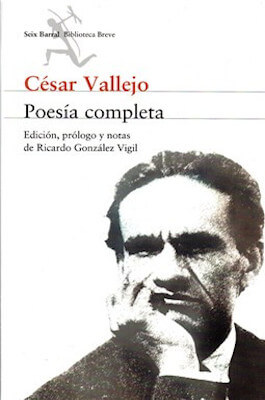 Seix Barral Biblioteca Breve
César Vallejo
Poesía completa
Edición, prólogo y notas
de Ricardo González Vigil